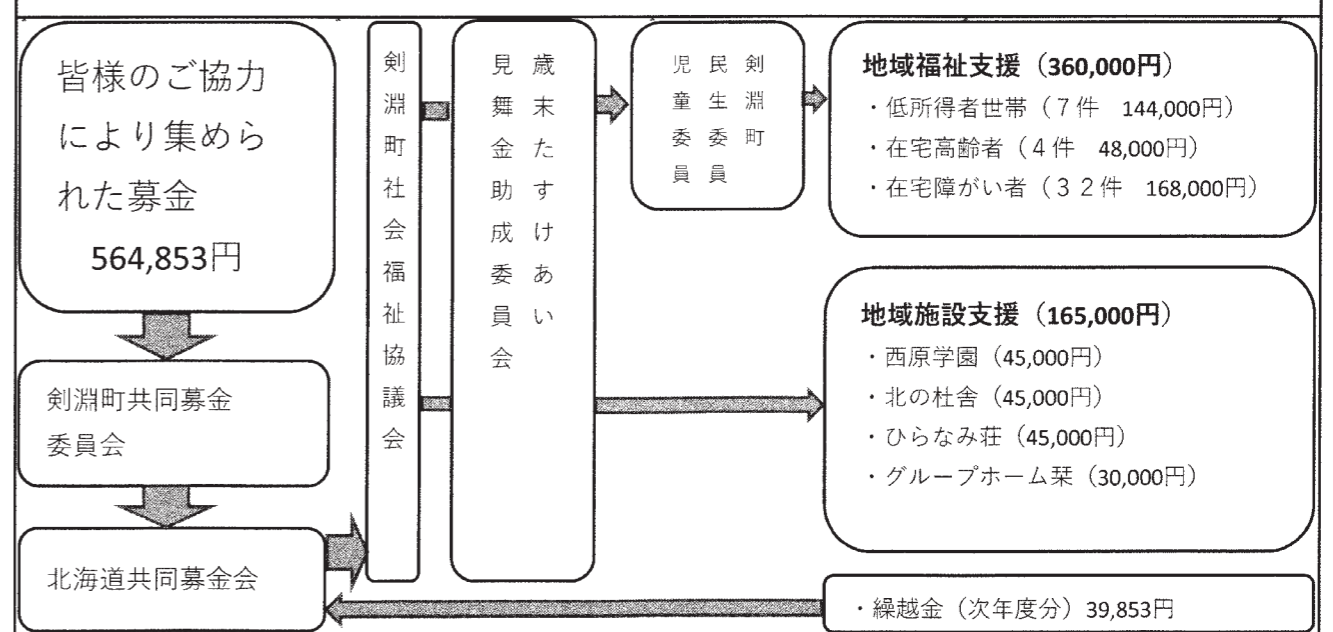 皆様のご協力
により集めら
れた募金
564,853円
剣淵町共同募金
委員会
北海道共同募金会
剣淵町社会福祉協議会
歳末たすけあい
見舞金助成委員会
剣淵町
民生委員
児童委員
地域福祉支援（360,000円）
・低所得者世帯（７件　144,000円）
・在宅高齢者（４件　48,000円）
・在宅障がい者（３２件　168,000円）
地域施設支援（165,000円）
・西原学園（45,000円）
・北の杜舎（45,000円）
・ひらなみ荘（45,000円）
・グループホーム栞（30,000円）
・繰越金（次年度分）39,853円